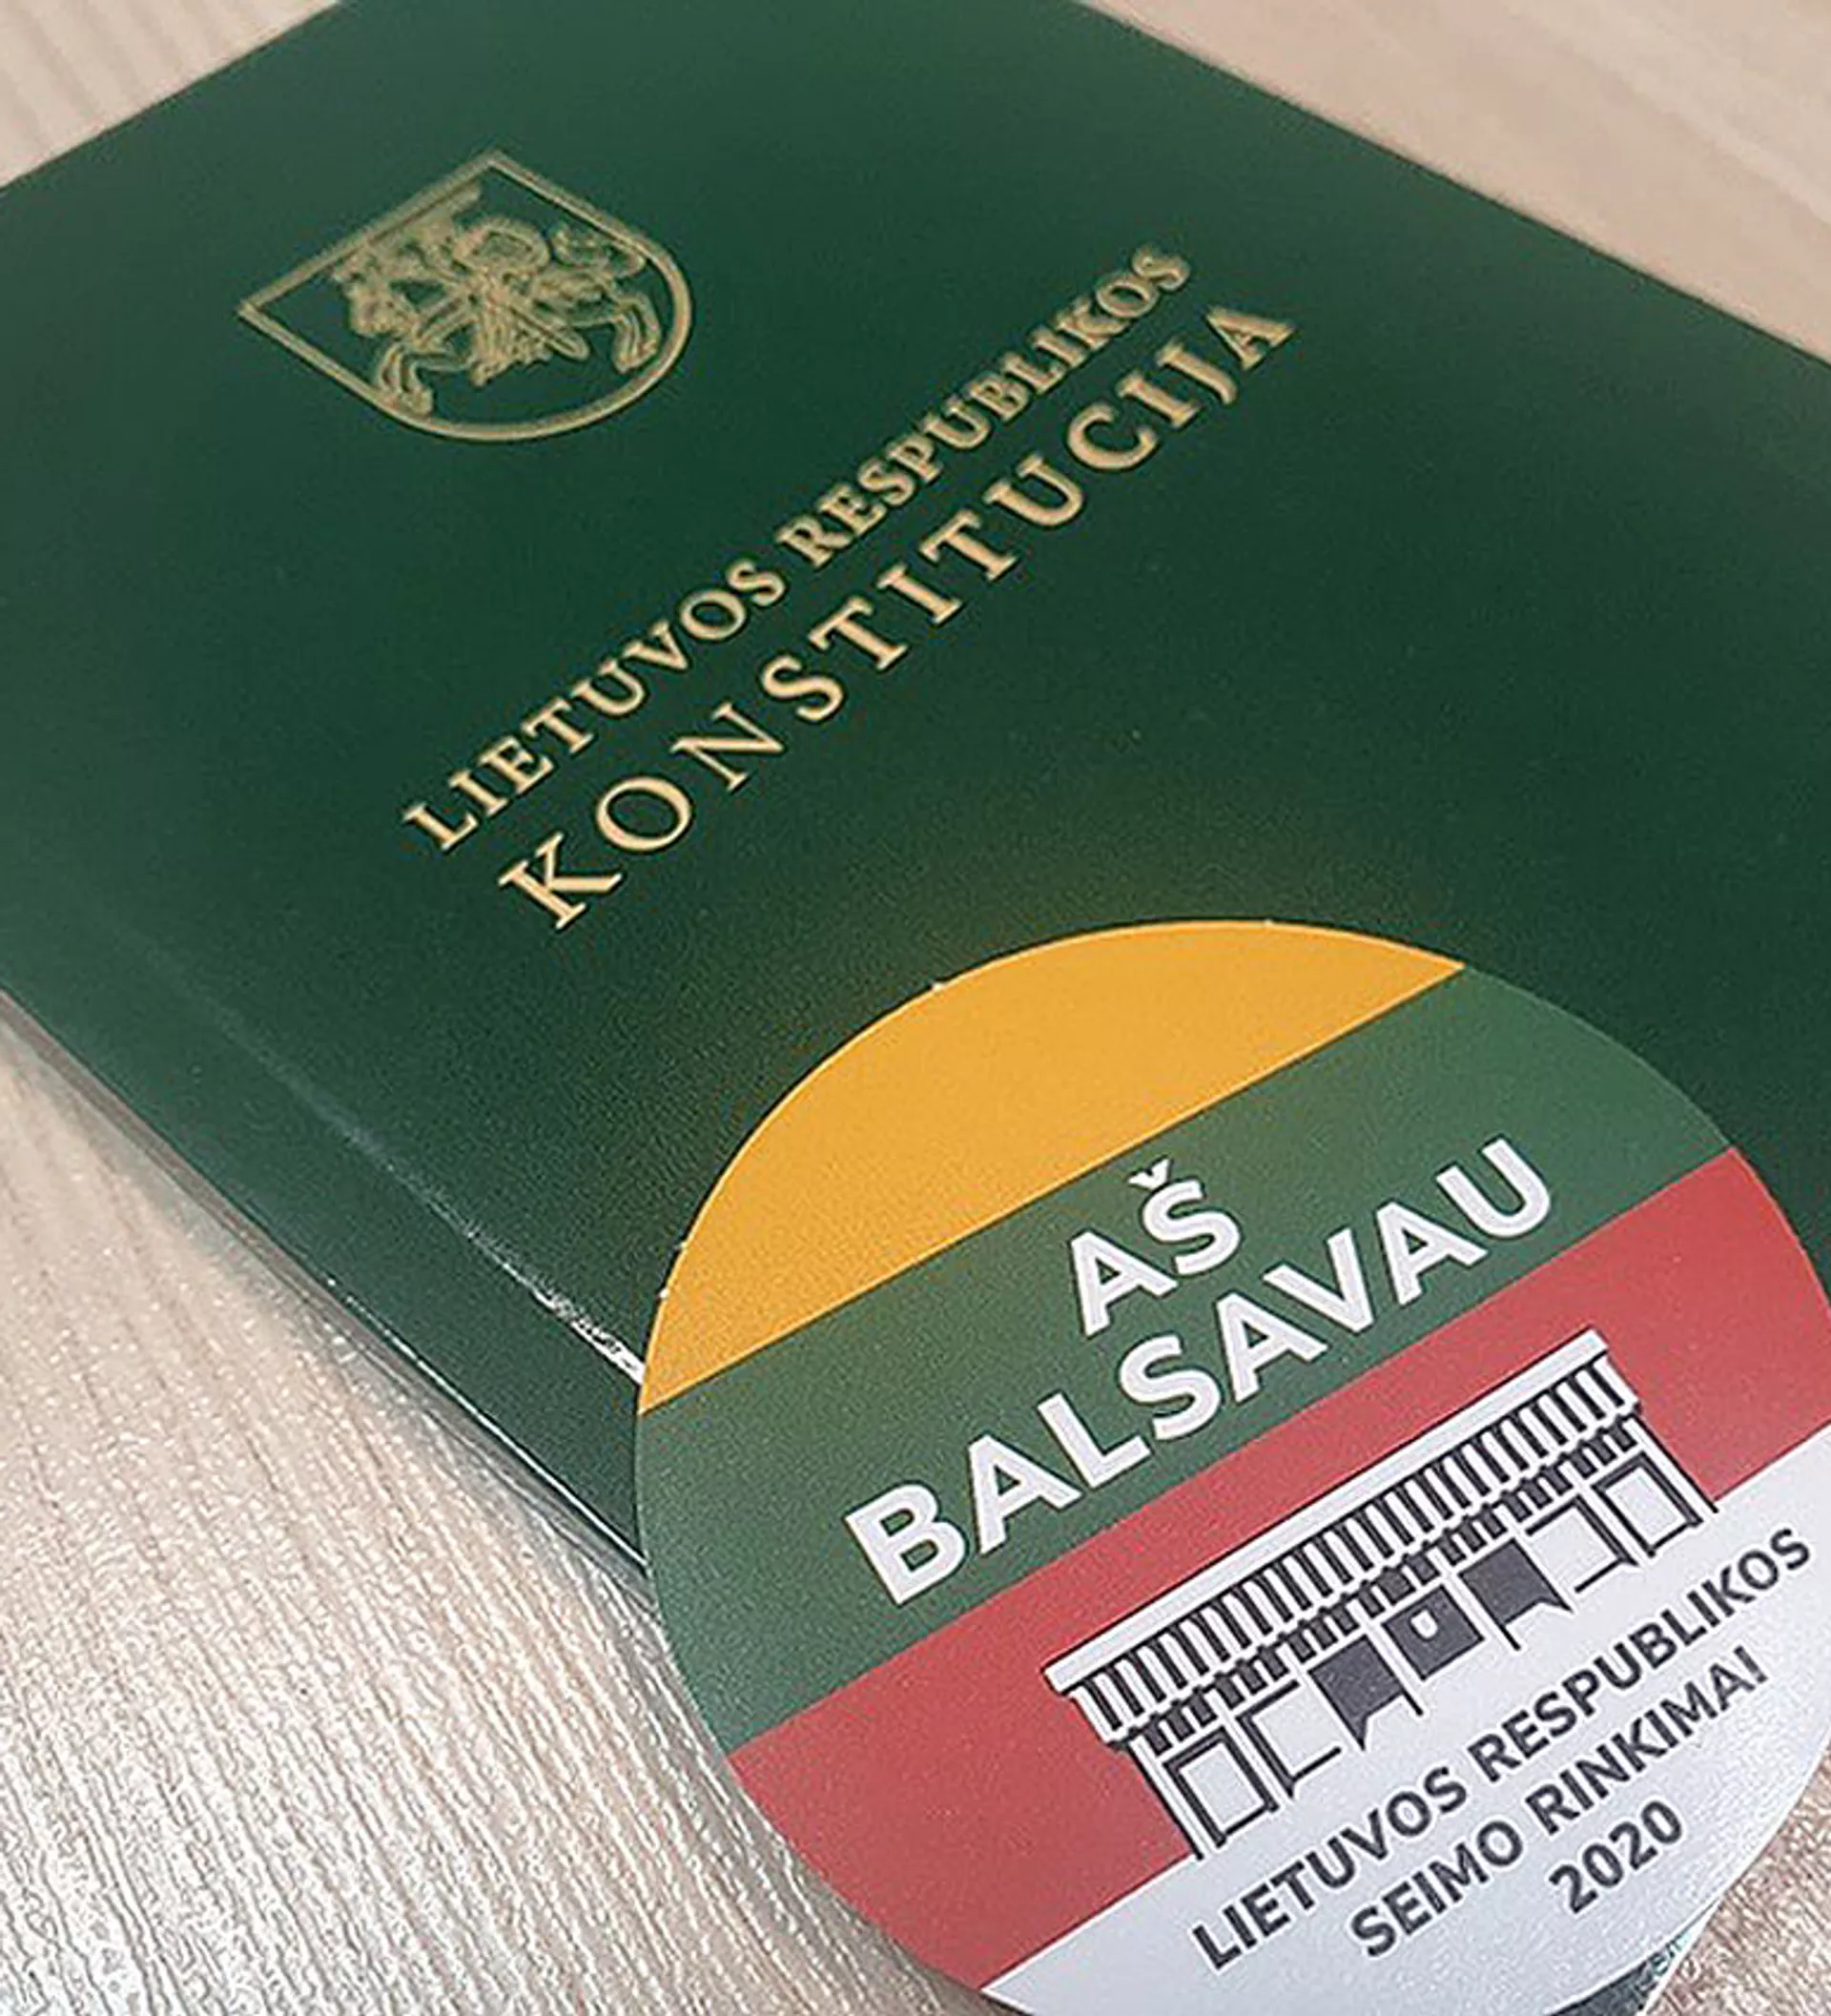 LIETUVOS RESPUBLIKOS
KONSTITUCIJA
AŠ
BALSAVAU
LIETUVOS RESPUBLIKOS
SEIMO RINKIMAI
2020